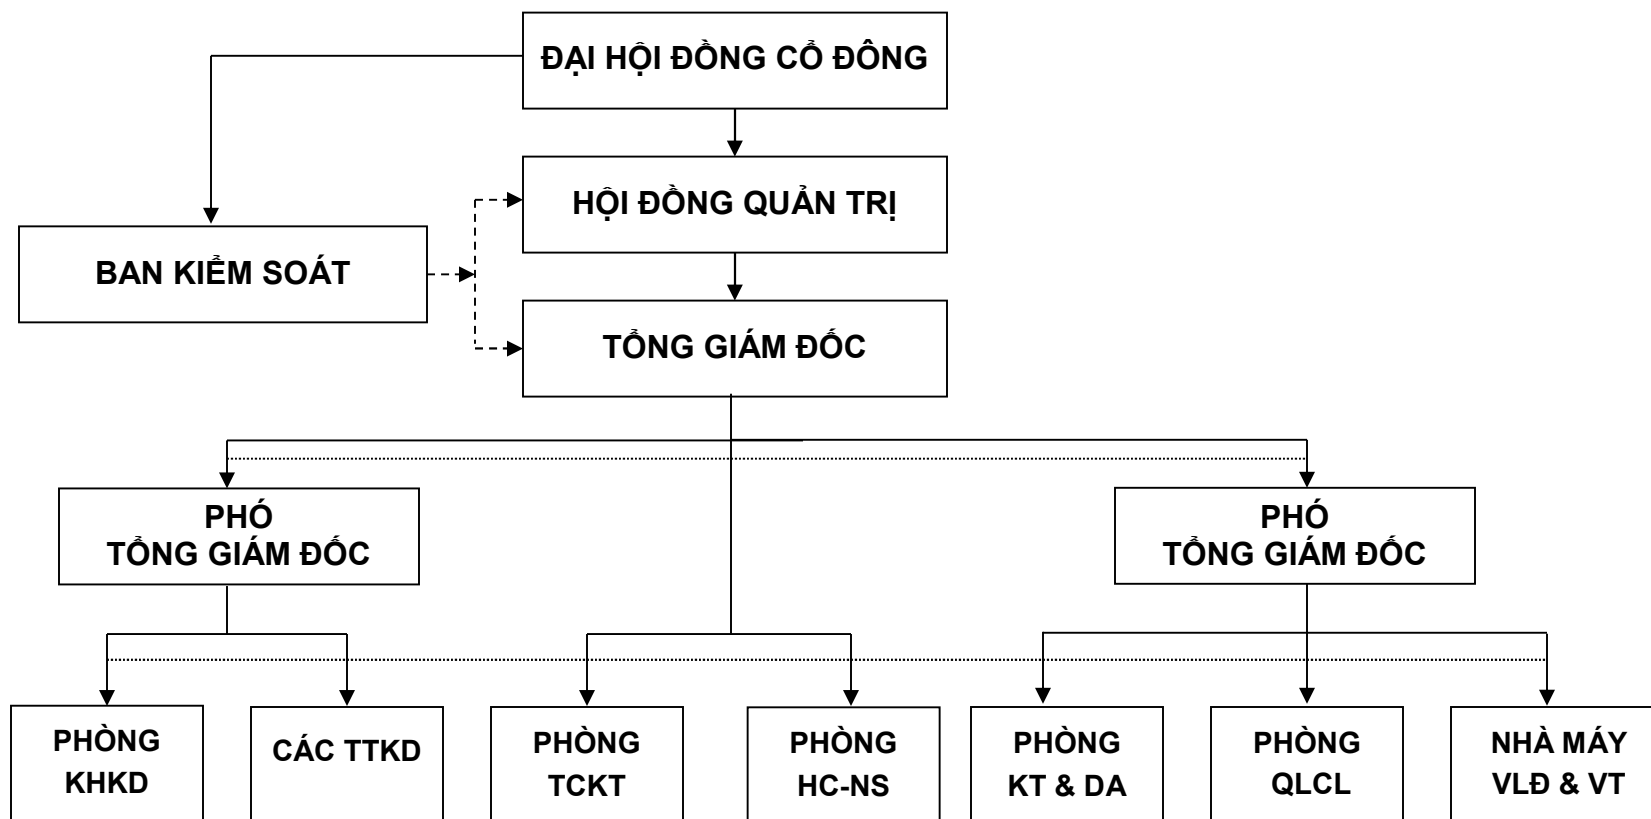 ĐẠI HỘI ĐỒNG CỔ ĐÔNG
HỘI ĐỒNG QUẢN TRỊ
BAN KIỂM SOÁT
TỔNG GIÁM ĐỐC
PHÓ
TỔNG GIÁM ĐỐC
PHÓ
TỔNG GIÁM ĐỐC
PHÒNG
KHKD
CÁC TTKD
PHÒNG
TCKT
PHÒNG
HC-NS
PHÒNG
KT & DA
PHÒNG
QLCL
NHÀ MÁY
VLĐ & VT